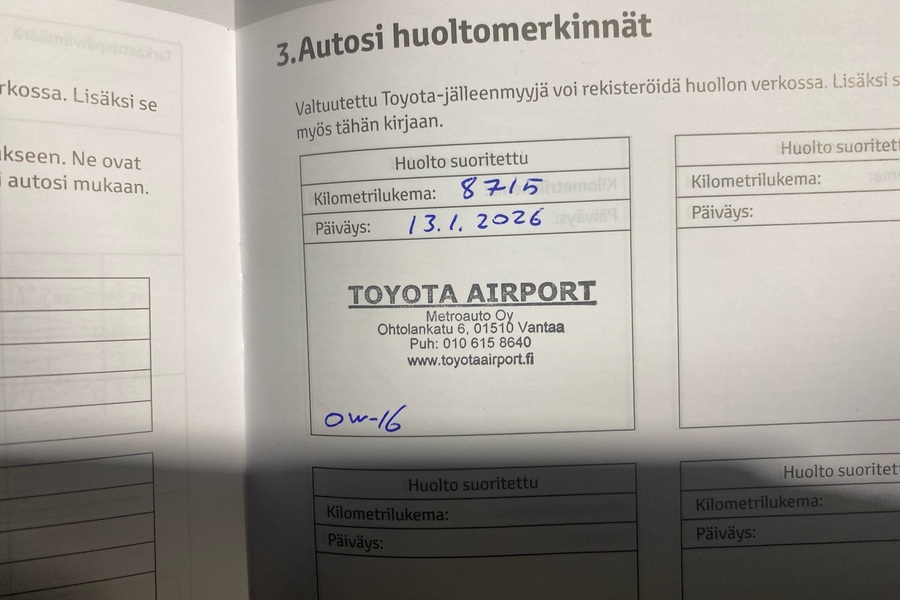 rkossa. Lisäksi se
kseen. Ne ovat
i autosi mukaan.
3. Autosi huoltomerkinnät
Valtuutettu Toyota-jälleenmyyjä voi rekisteröidä huollon verkossa. Lisäksi s
myös tähän kirjaan.
Huolto suoritettu
Kilometrilukema: 8715
Päiväys: 13.1.2026
TOYOTA AIRPORT
Metroauto Oy
Ohtolankatu 6, 01510 Vantaa
Puh: 010 615 8640
www.toyotaairport.fi
OW-16
Huolto suoritet
Kilometrilukema:
Päiväys:
Huolto suoritettu
Kilometrilukema:
Päiväys:
Huolto suoritet
Kilometrilukema:
Päiväys: